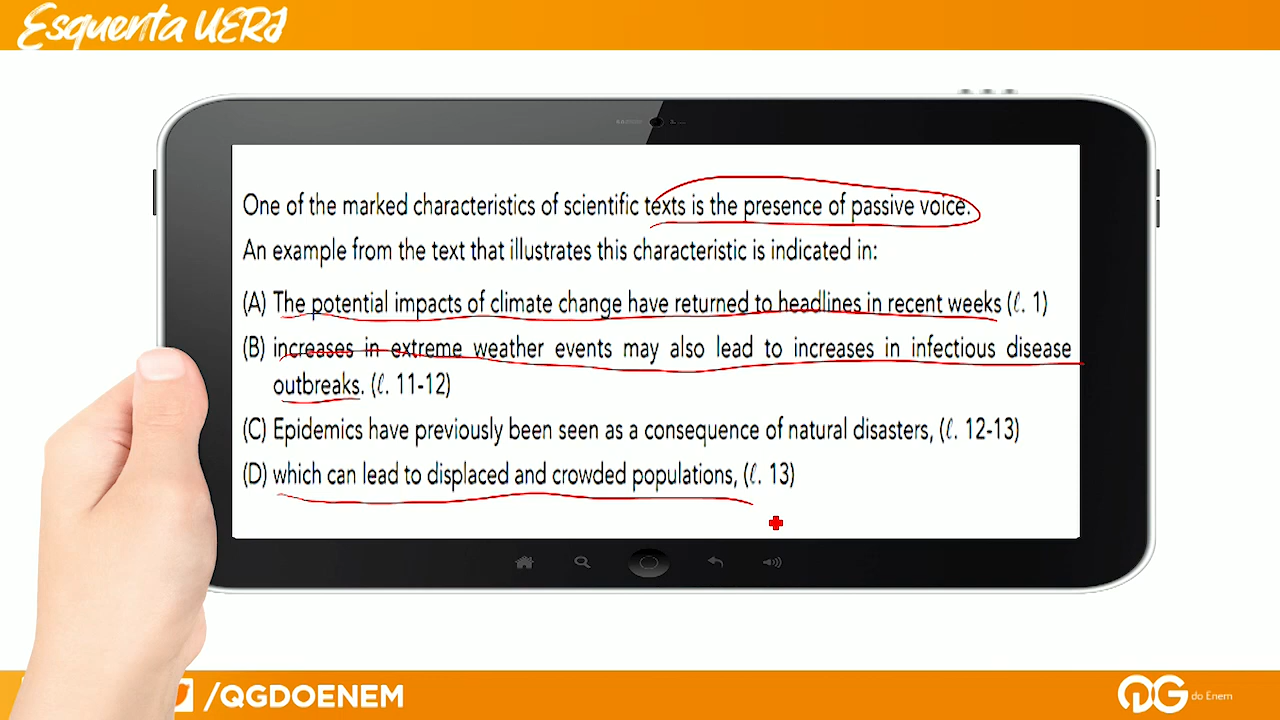 Esquenta UERJ
One of the marked characteristics of scientific texts is the presence of passive voice.
An example from the text that illustrates this characteristic is indicated in:
(A) The potential impacts of climate change have returned to headlines in recent weeks (ℓ. 1)
(B) increases in extreme weather events may also lead to increases in infectious disease
outbreaks. (ℓ. 11-12)
(C) Epidemics have previously been seen as a consequence of natural disasters, (ℓ. 12-13)
(D) which can lead to displaced and crowded populations, (ℓ. 13)
/QGDOENEM
QG do Enem